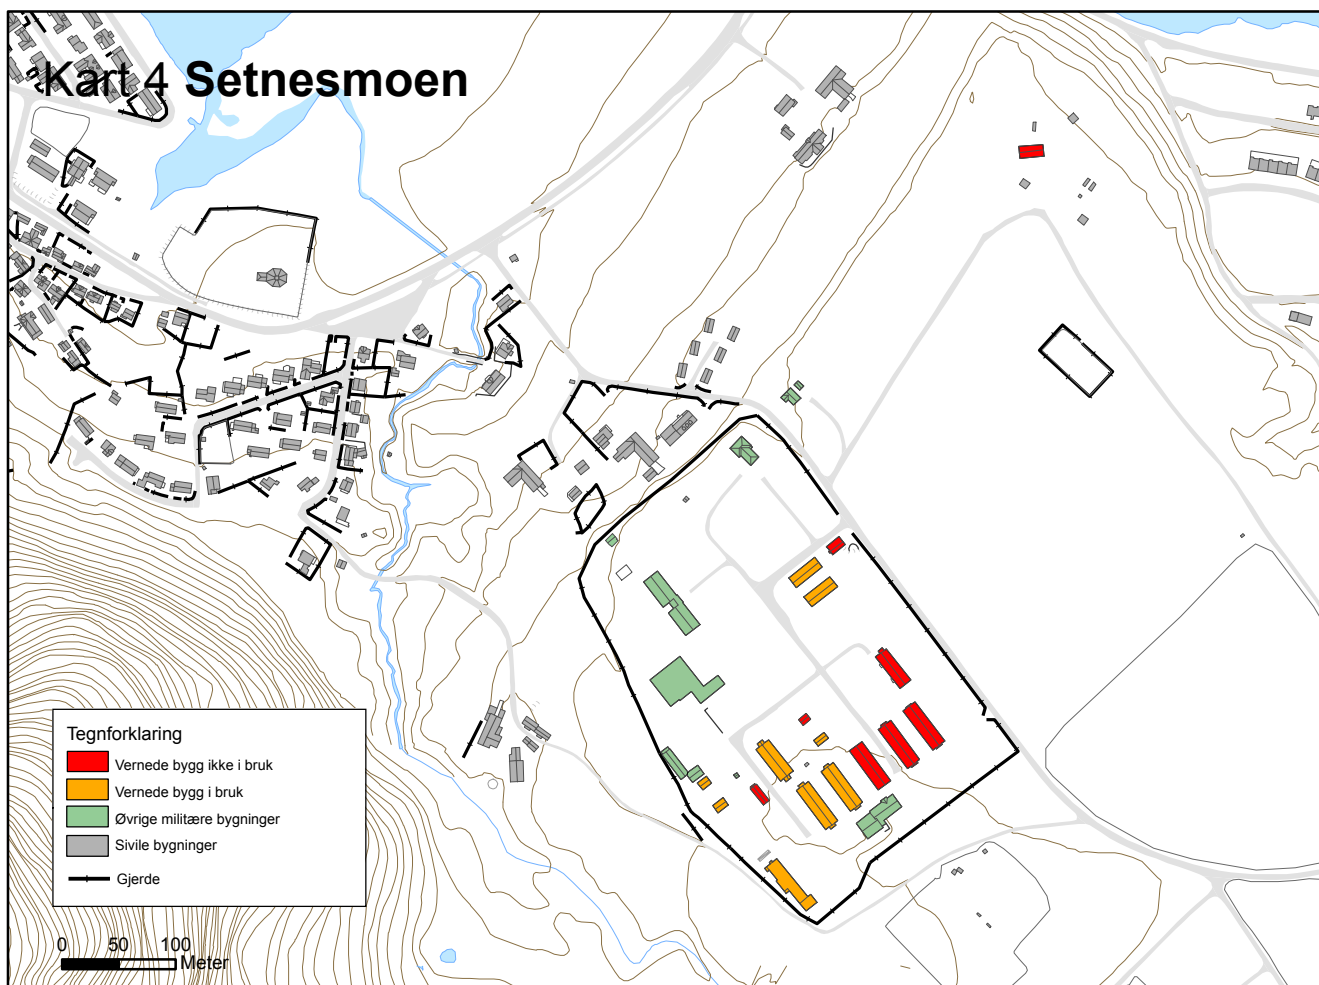 Kart 4 Setnesmoen
Tegnforklaring
Vernede bygg ikke i bruk
Vernede bygg i bruk
Øvrige militære bygninger
Sivile bygninger
Gjerde
0 50 100
Meter